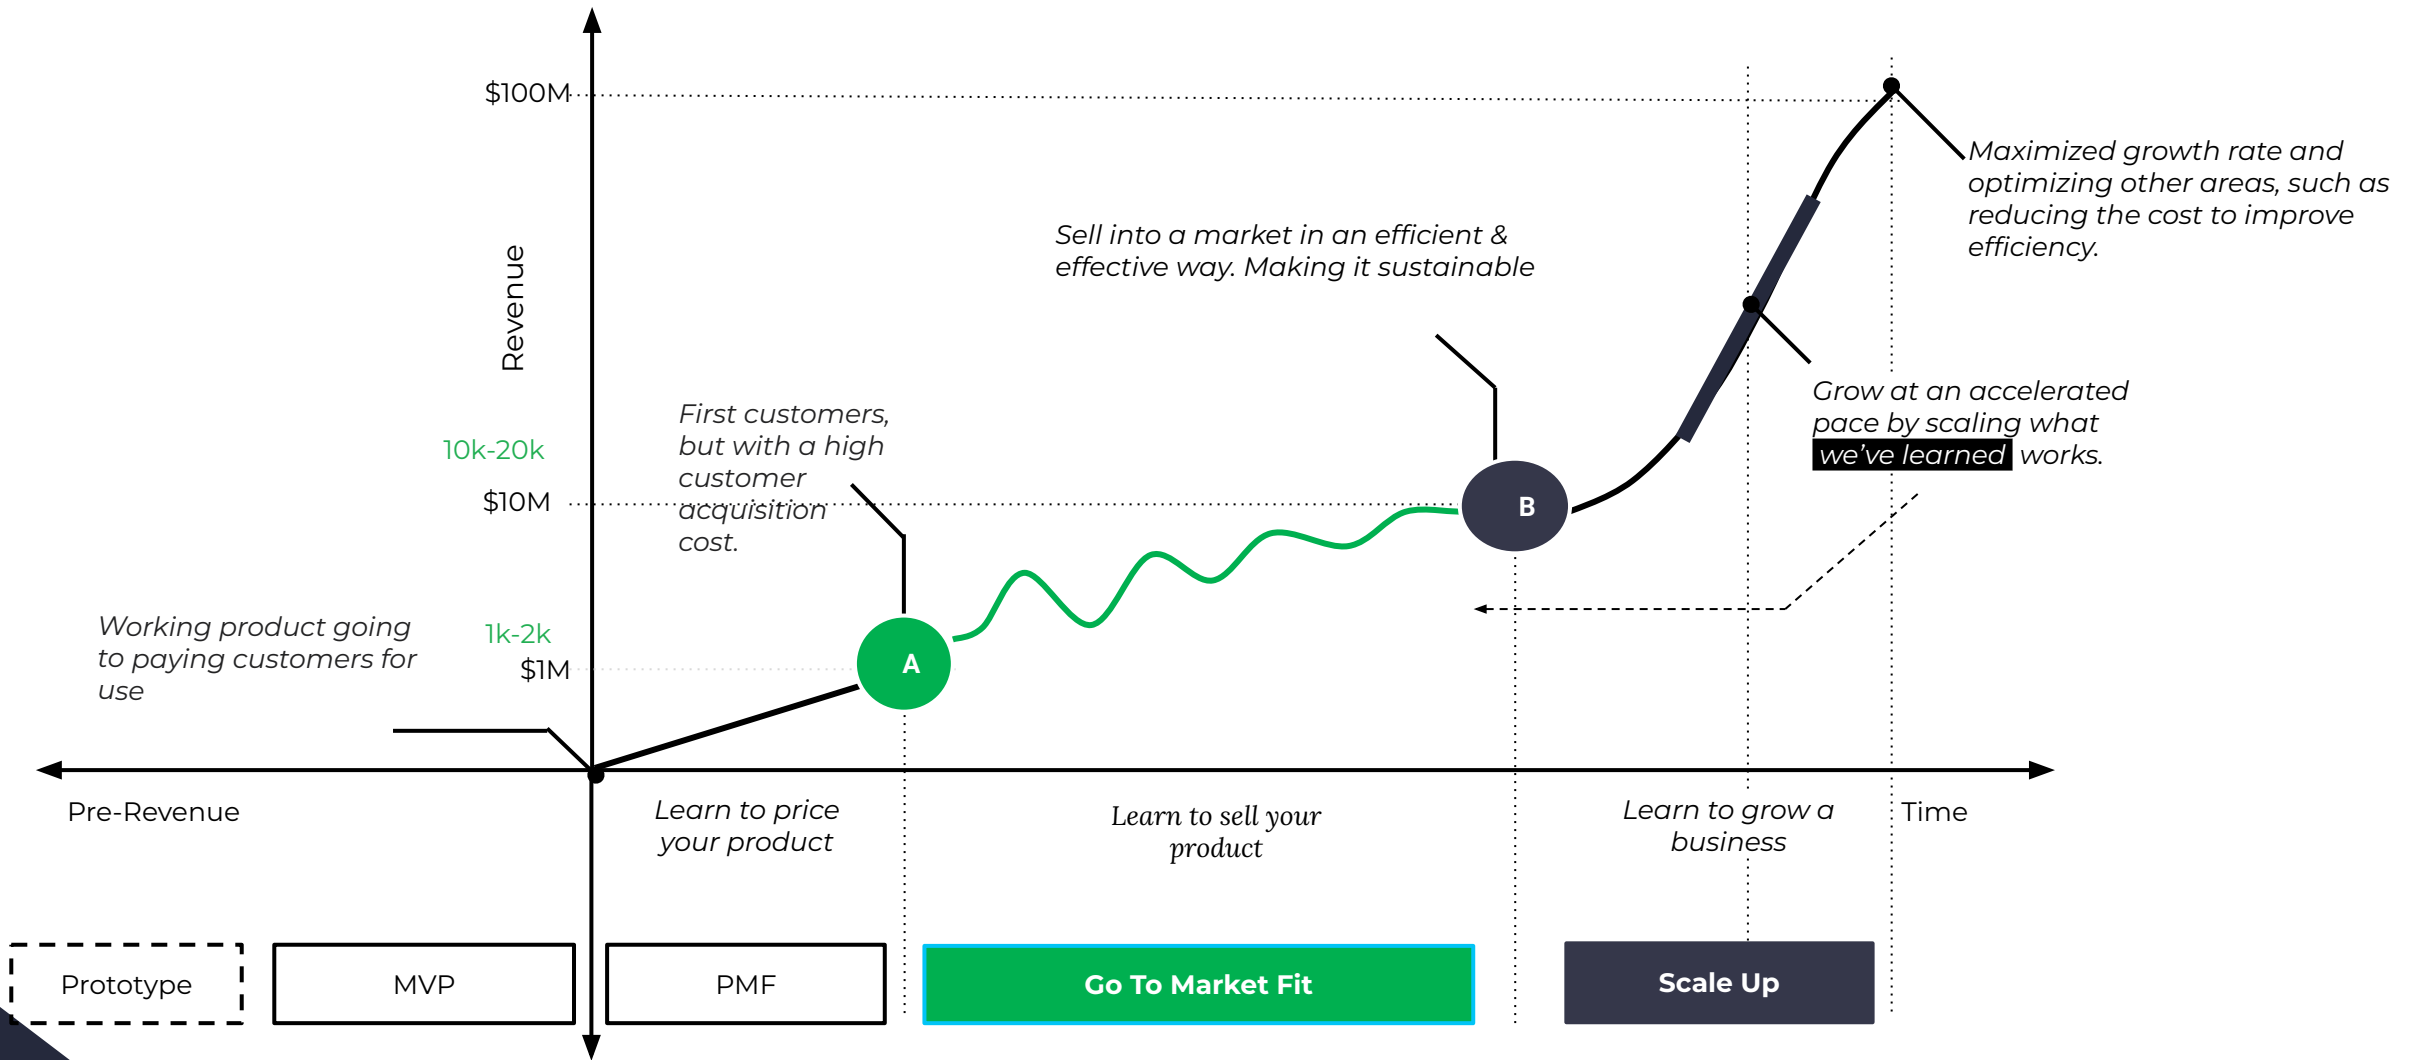 $100M
Maximized growth rate and
optimizing other areas, such as
reducing the cost to improve
efficiency.
Sell into a market in an efficient &
effective way. Making it sustainable
Revenue
Grow at an accelerated
pace by scaling what
we've learned works.
First customers,
but with a high
customer
acquisition
cost.
10k-20k
$10M
B
Working product going
to paying customers for
use
1k-2k
$1M
A
Pre-Revenue
Learn to price
your product
Learn to sell your
product
Learn to grow a
business
Time
Prototype
MVP
PMF
Go To Market Fit
Scale Up